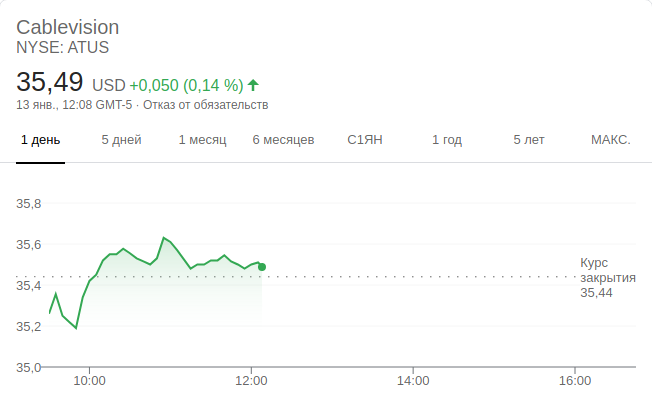 Cablevision
NYSE: ATUS
35,49 USD +0,050 (0,14 %)
13 янв., 12:08 GMT-5 · Отказ от обязательств
1 день 5 дней 1 месяц 6 месяцев С1ЯН 1 год 5 лет МАКС.
35,8
35,6
Курс
закрытия
35,44
35,4
35,2
35,0
10:00 12:00 14:00 16:00